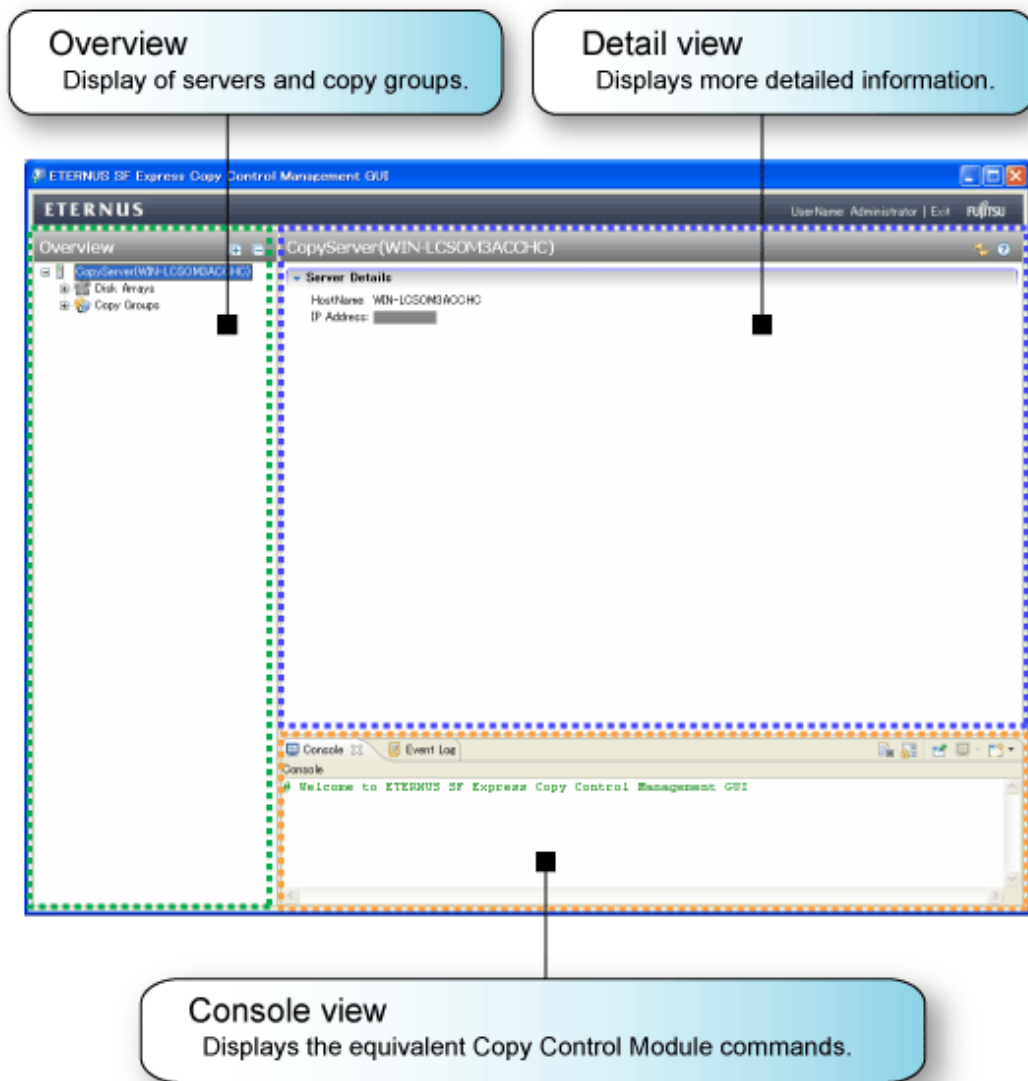 Overview
Display of servers and copy groups.
Detail view
Displays more detailed information.
ETERNUS SF Express Copy Control Management GUI
ETERNUS
UserName: Administrator | Exit FUJITSU
Overview
CopyServer(WIN-LCSOM3ACCHC)
CopyServer(WIN-LCSOM3ACCHC)
Disk Arrays
Copy Groups
Server Details
HostName: WIN-LCSOM3ACCHC
IP Address:
Console
Event Log
Console
# Welcome to ETERNUS SF Express Copy Control Management GUI
Console view
Displays the equivalent Copy Control Module commands.